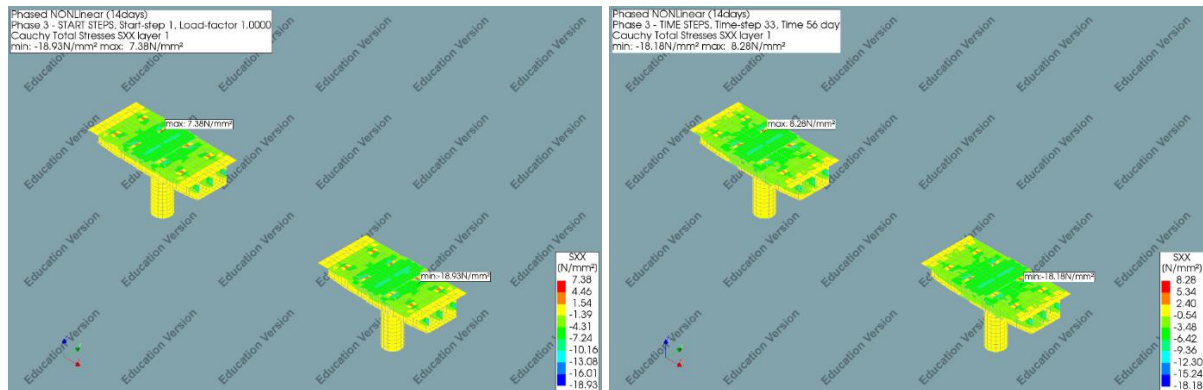 Phased NONLinear (14days)
Phase 3 - START STEPS, Start-step 1, Load-factor 1.0000
Cauchy Total Stresses SXX layer 1
min: -18.93N/mm² max: 7.38N/mm²
max: 7.38N/mm²
min:-18.93N/mm²
SXX
(N/mm²)
7.38
4.46
1.54
-1.39
-4.31
-7.24
-10.16
-13.08
-16.01
-18.93
Education Version
Phased NONLinear (14days)
Phase 3 - TIME STEPS, Time-step 33, Time 56 day
Cauchy Total Stresses SXX layer 1
min: -18.18N/mm² max: 8.28N/mm²
max: 8.28N/mm²
min:-18.18N/mm²
SXX
(N/mm²)
8.28
5.34
2.40
-0.54
-3.48
-6.42
-9.36
-12.30
-15.24
-18.18
Education Version